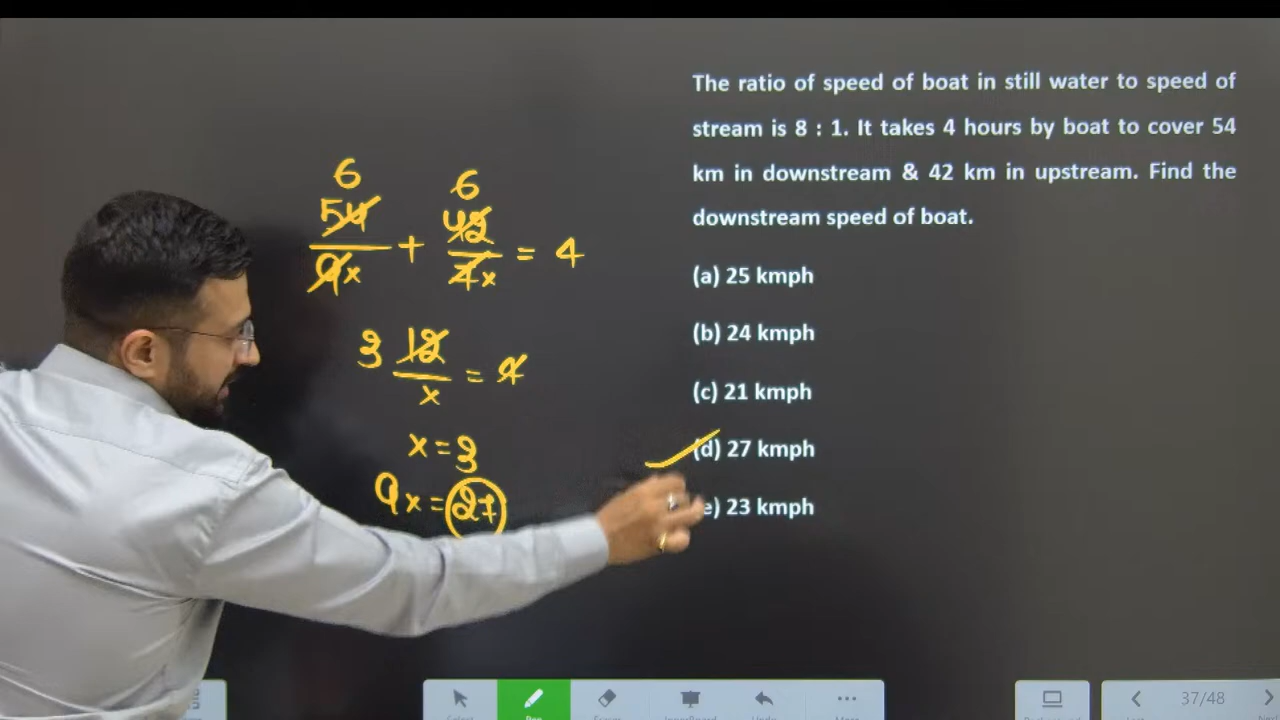 The ratio of speed of boat in still water to speed of
stream is 8 : 1. It takes 4 hours by boat to cover 54
km in downstream & 42 km in upstream. Find the
downstream speed of boat.
(a) 25 kmph
(b) 24 kmph
(c) 21 kmph
(d) 27 kmph
e) 23 kmph
6 6
54 + 42 = 4
9x 7x
3 12 = 4
x
x = 3
9x = 27
37/48